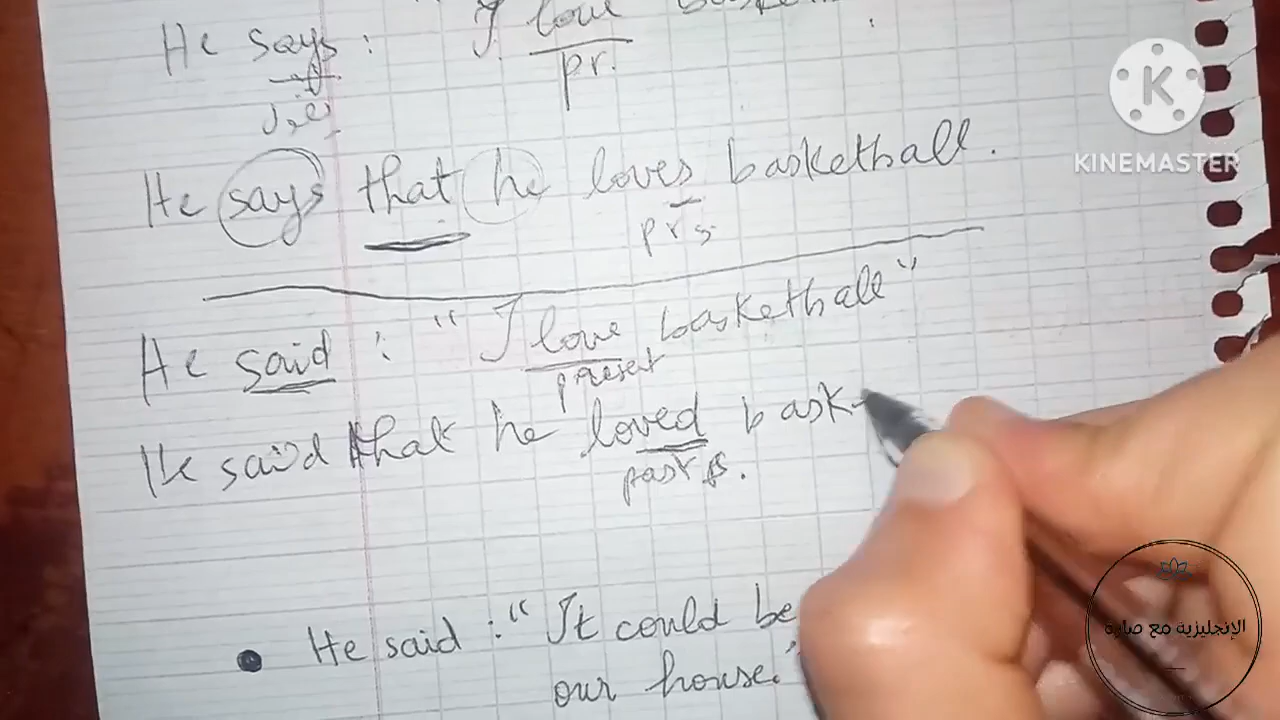 He says : I love
pr.
He says that he loves basketball.
prs.
He said : " I love basketball "
present
He said that he loved bask
past s.
He said : " It could be
our house."
K
KINEMASTER
الإنجليزية مع صارة